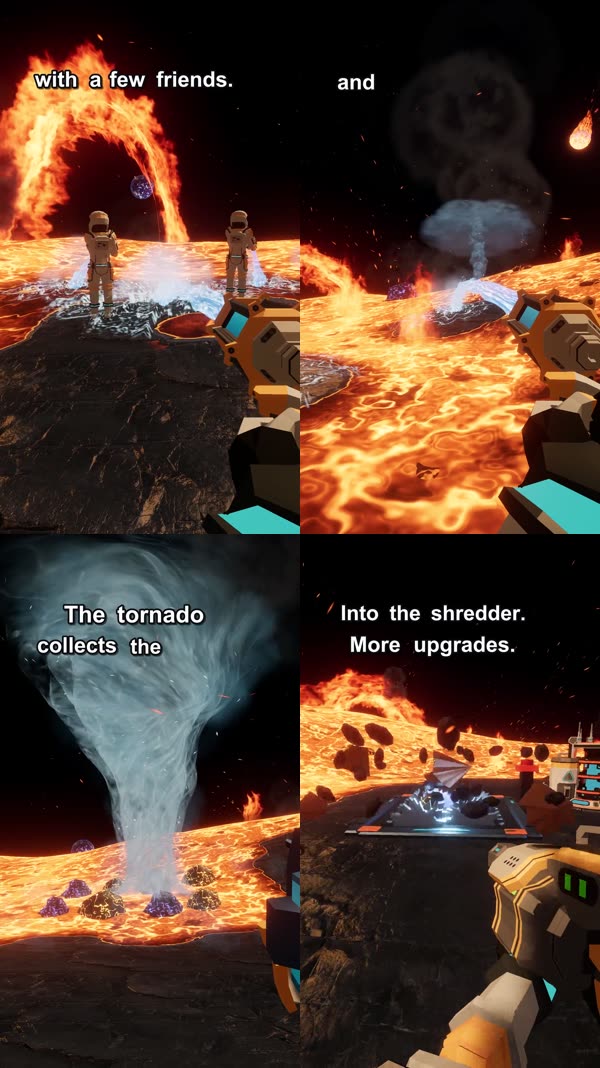 with a few friends.
and
The tornado
collects the
Into the shredder.
More upgrades.